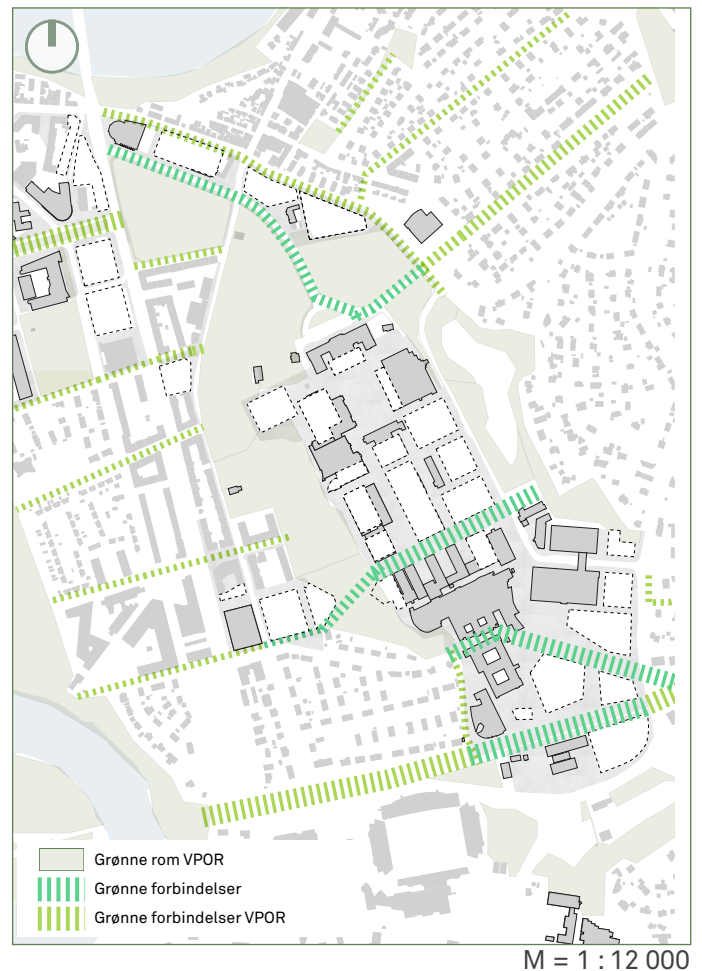 Grønne rom VPOR
Grønne forbindelser
Grønne forbindelser VPOR
M = 1 : 12 000